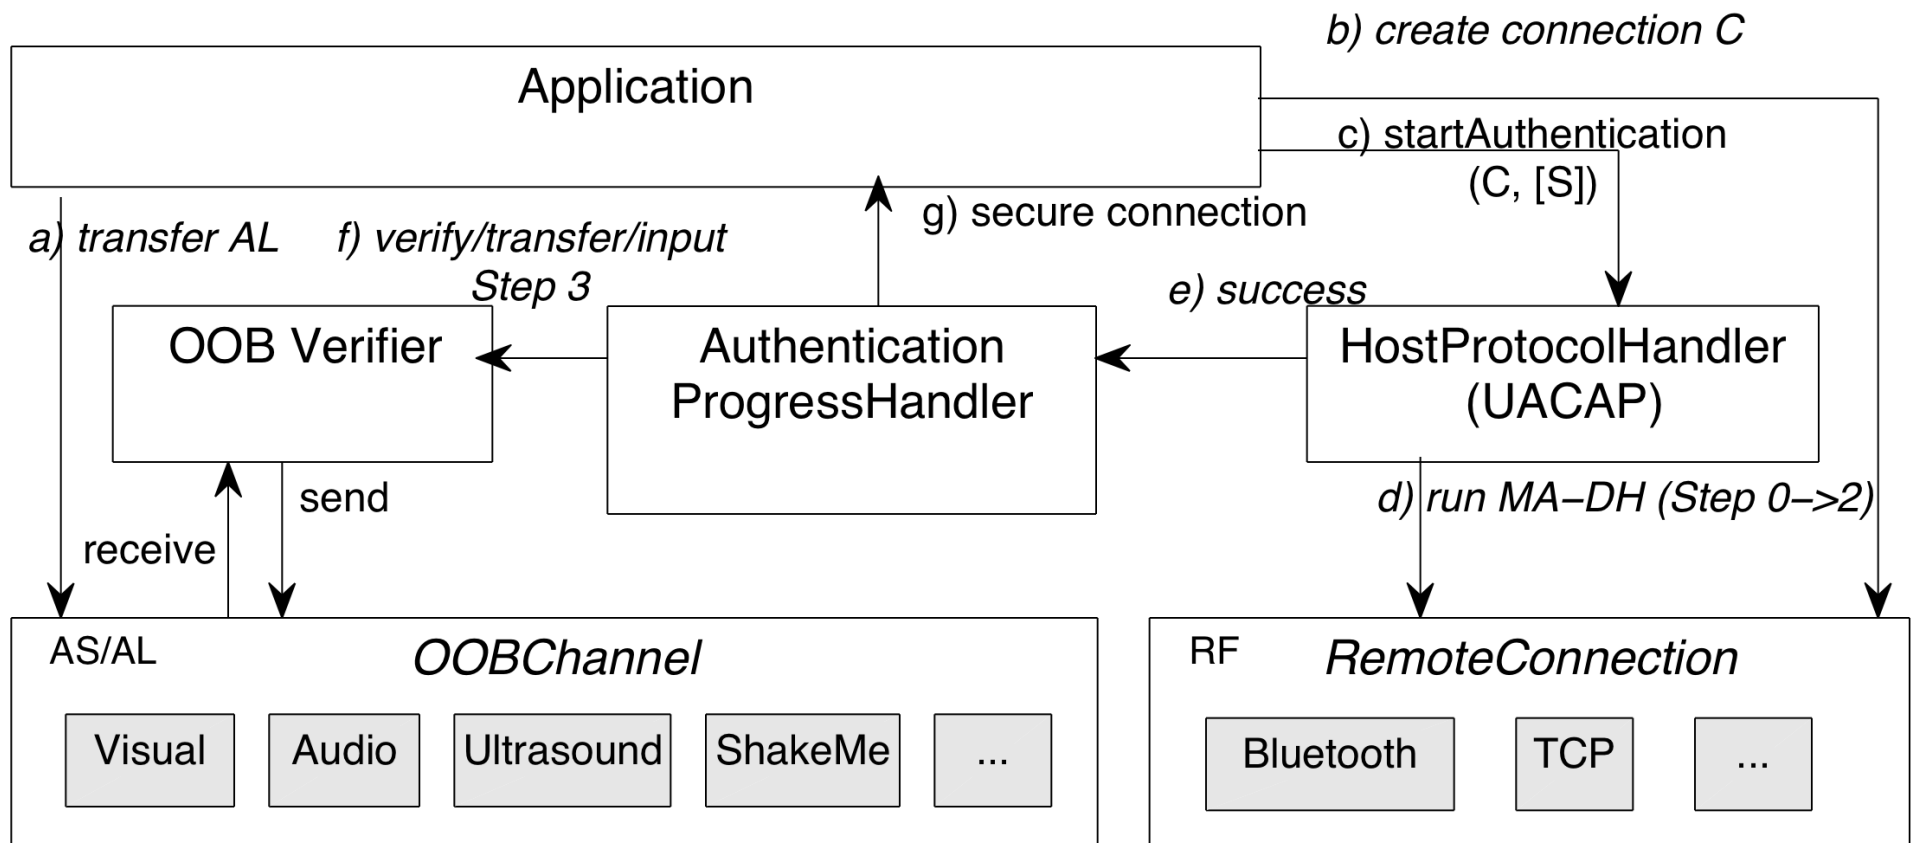 b) create connection C
Application
c) startAuthentication
(C, [S])
g) secure connection
a) transfer AL
f) verify/transfer/input
Step 3
e) success
OOB Verifier
Authentication
ProgressHandler
HostProtocolHandler
(UACAP)
send
d) run MA–DH (Step 0–>2)
receive
AS/AL
OOBChannel
RF
RemoteConnection
Visual
Audio
Ultrasound
ShakeMe
...
Bluetooth
TCP
...